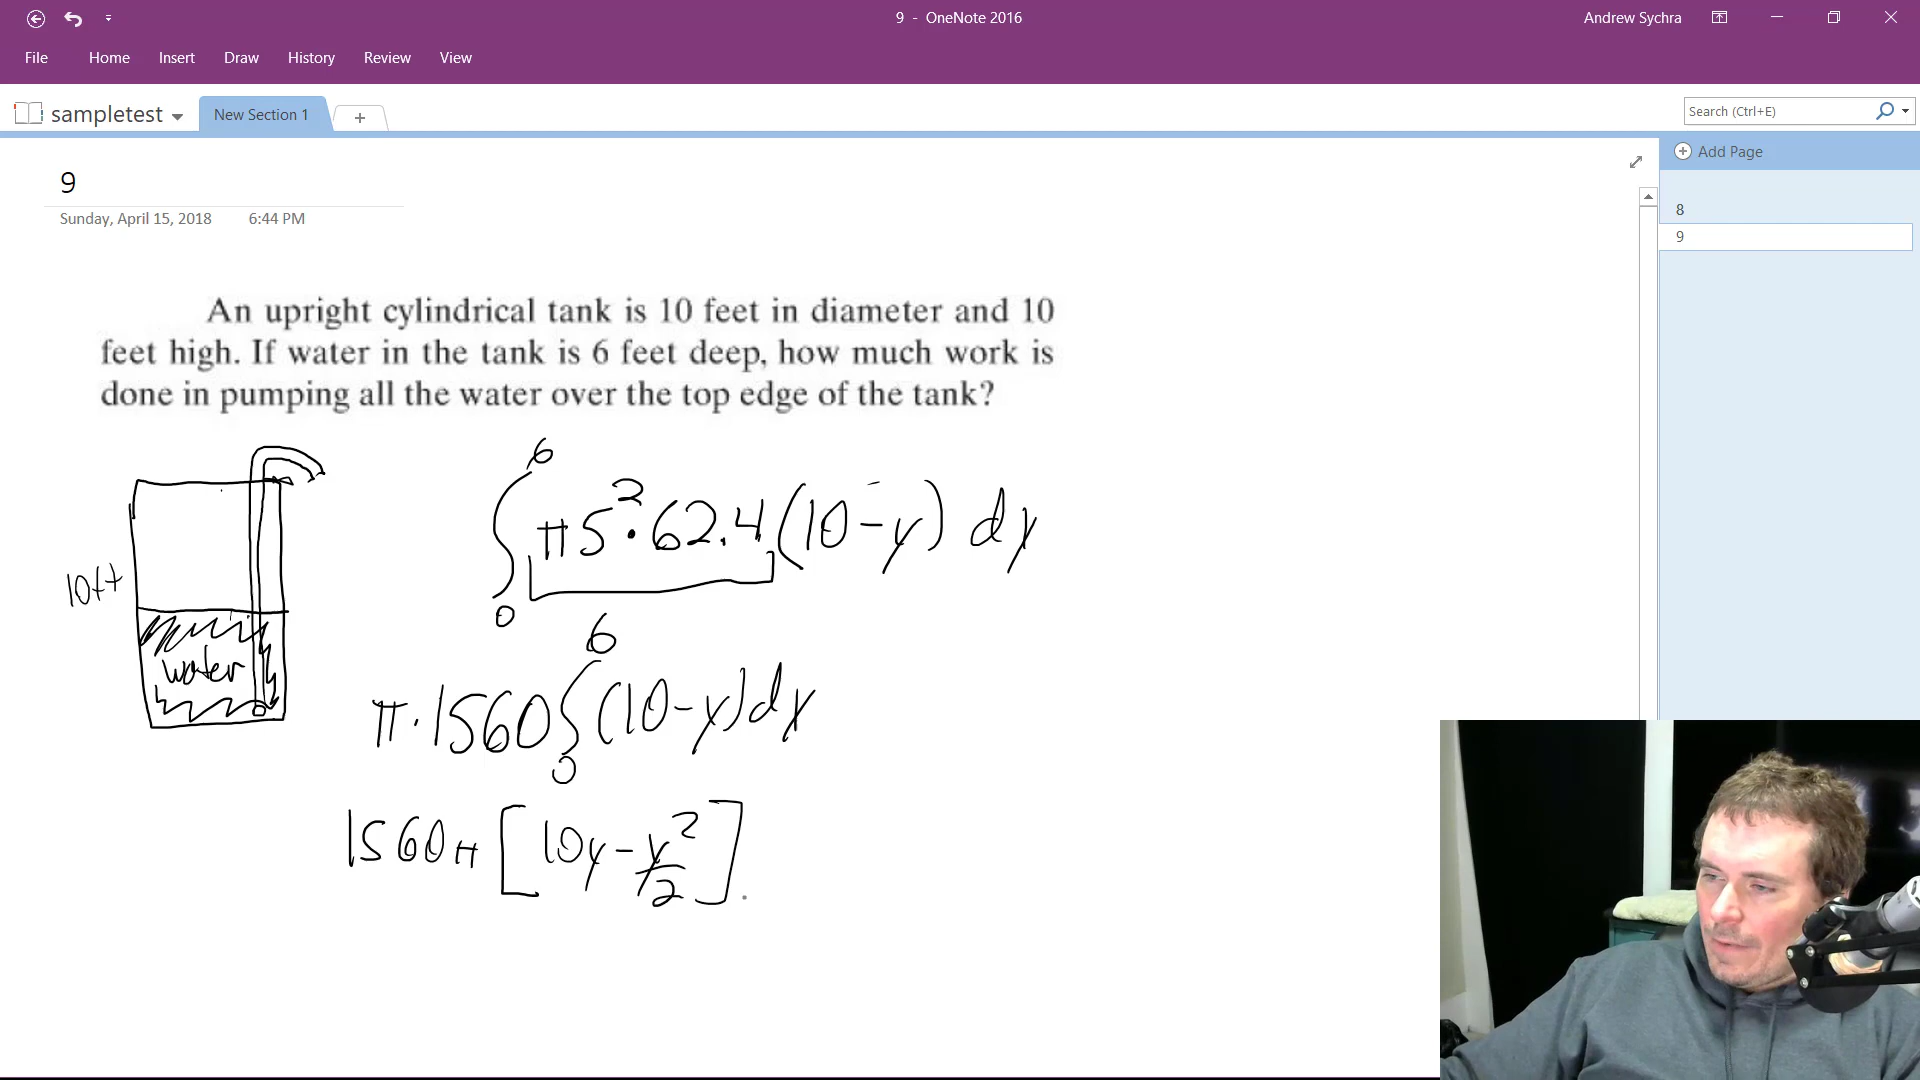 9 - OneNote 2016
Andrew Sychra
File Home Insert Draw History Review View
sampletest
New Section 1
+
Search (Ctrl+E)
Add Page
8
9
9
Sunday, April 15, 2018 6:44 PM
An upright cylindrical tank is 10 feet in diameter and 10
feet high. If water in the tank is 6 feet deep, how much work is
done in pumping all the water over the top edge of the tank?
10ft
water
∫₀⁶ π5²·62.4(10-y) dy
π·1560∫₀⁶(10-y)dy
1560π[10y-y²/2]